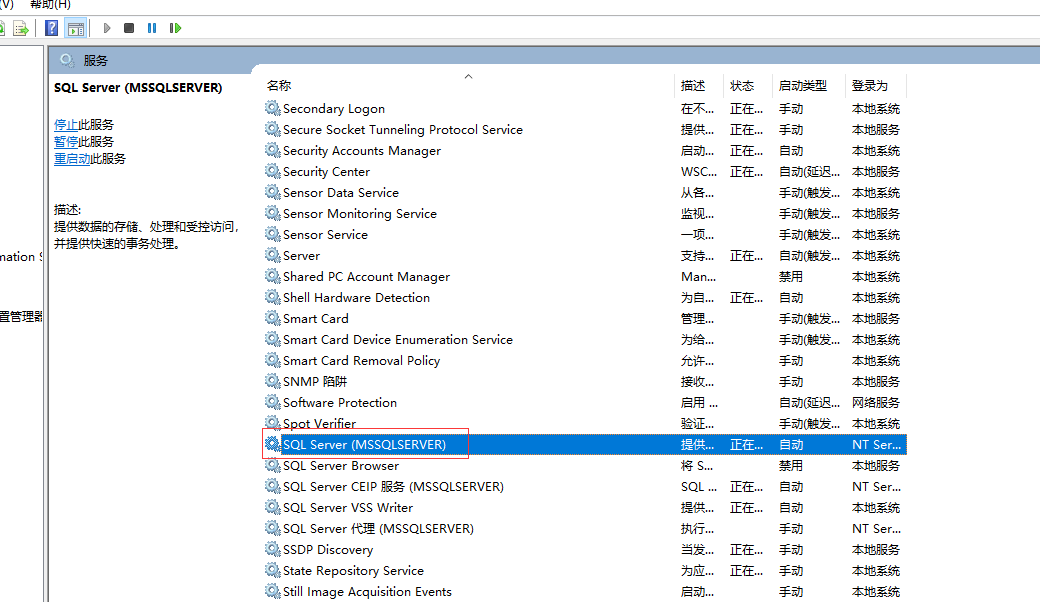 (V) 帮助(H)
服务
SQL Server (MSSQLSERVER)
停止此服务
暂停此服务
重启动此服务
描述:
提供数据的存储、处理和受控访问，
并提供快速的事务处理。
mation S
置管理器
名称 描述 状态 启动类型 登录为
Secondary Logon 在不... 正在... 手动 本地系统
Secure Socket Tunneling Protocol Service 提供... 正在... 手动 本地服务
Security Accounts Manager 启动... 正在... 自动 本地系统
Security Center WSC... 正在... 自动(延迟... 本地服务
Sensor Data Service 从各... 手动(触发... 本地系统
Sensor Monitoring Service 监视... 手动(触发... 本地服务
Sensor Service 一项... 手动(触发... 本地系统
Server 支持... 正在... 自动(触发... 本地系统
Shared PC Account Manager Man... 禁用 本地系统
Shell Hardware Detection 为自... 正在... 自动 本地系统
Smart Card 管理... 手动(触发... 本地服务
Smart Card Device Enumeration Service 为给... 手动(触发... 本地系统
Smart Card Removal Policy 允许... 手动 本地系统
SNMP 陷阱 接收... 手动 本地服务
Software Protection 启用 ... 自动(延迟... 网络服务
Spot Verifier 验证... 手动(触发... 本地系统
SQL Server (MSSQLSERVER) 提供... 正在... 自动 NT Ser...
SQL Server Browser 将 S... 禁用 本地服务
SQL Server CEIP 服务 (MSSQLSERVER) SQL ... 正在... 自动 NT Ser...
SQL Server VSS Writer 提供... 正在... 自动 本地系统
SQL Server 代理 (MSSQLSERVER) 执行... 手动 NT Ser...
SSDP Discovery 当发... 正在... 手动 本地服务
State Repository Service 为应... 正在... 手动 本地系统
Still Image Acquisition Events 启动... 手动 本地系统